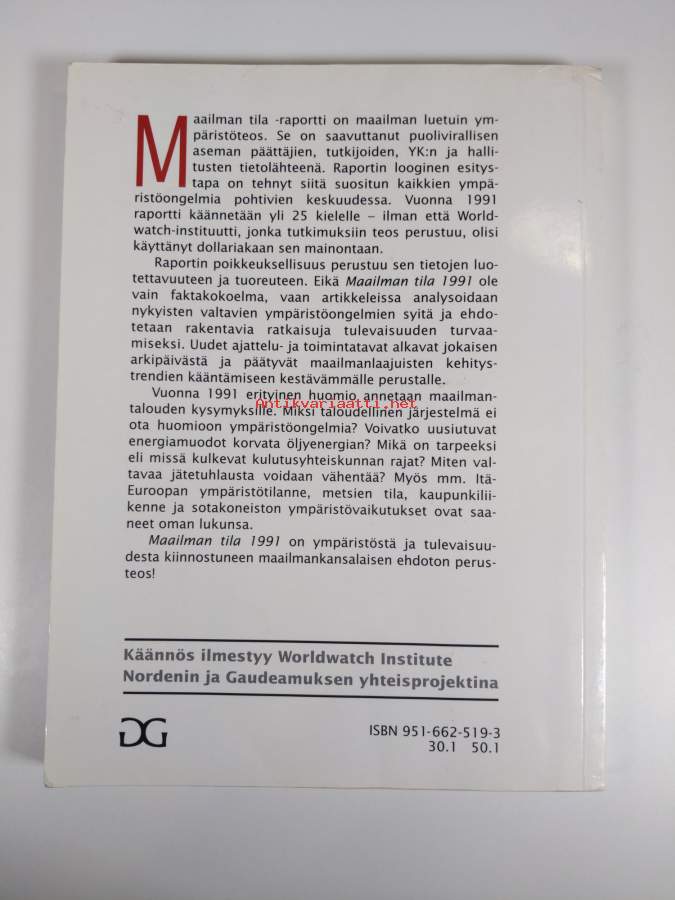 Maailman tila -raportti on maailman luetuin ym-
päristöteos. Se on saavuttanut puolivirallisen
aseman päättäjien, tutkijoiden, YK:n ja halli-
tusten tietolähteenä. Raportin looginen esitys-
tapa on tehnyt siitä suositun kaikkien ympä-
ristöongelmia pohtivien keskuudessa. Vuonna 1991
raportti käännetään yli 25 kielelle – ilman että World-
watch-instituutti, jonka tutkimuksiin teos perustuu, olisi
käyttänyt dollariakaan sen mainontaan.
Raportin poikkeuksellisuus perustuu sen tietojen luo-
tettavuuteen ja tuoreuteen. Eikä Maailman tila 1991 ole
vain faktakokoelma, vaan artikkeleissa analysoidaan
nykyisten valtavien ympäristöongelmien syitä ja ehdo-
tetaan rakentavia ratkaisuja tulevaisuuden turvaa-
miseksi. Uudet ajattelu- ja toimintatavat alkavat jokaisen
arkipäivästä ja päätyvät maailmanlaajuisten kehitys-
trendien kääntämiseen kestävämmälle perustalle.
Vuonna 1991 erityinen huomio annetaan maailman-
talouden kysymyksille. Miksi taloudellinen järjestelmä ei
Antikvariaatti.net
ota huomioon ympäristöongelmia? Voivatko uusiutuvat
energiamuodot korvata öljyenergian? Mikä on tarpeeksi
eli missä kulkevat kulutusyhteiskunnan rajat? Miten val-
tavaa jätetuhlausta voidaan vähentää? Myös mm. Itä-
Euroopan ympäristötilanne, metsien tila, kaupunkilii-
kenne ja sotakoneiston ympäristövaikutukset ovat saa-
neet oman lukunsa.
Maailman tila 1991 on ympäristöstä ja tulevaisuu-
desta kiinnostuneen maailmankansalaisen ehdoton perus-
teos!
Käännös ilmestyy Worldwatch Institute
Nordenin ja Gaudeamuksen yhteisprojektina
GG
ISBN 951-662-519-3
30.1 50.1